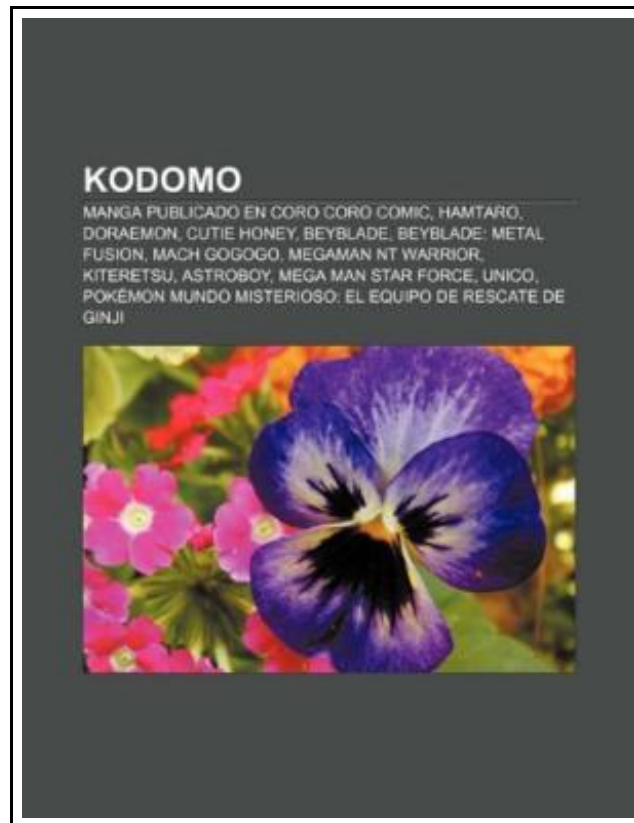 KODOMO
MANGA PUBLICADO EN CORO CORO COMIC, HAMTARO,
DORAEMON, CUTIE HONEY, BEYBLADE, BEYBLADE: METAL
FUSION, MACH GOGOGO, MEGAMAN NT WARRIOR,
KITERETSU, ASTROBOY, MEGA MAN STAR FORCE, UNICO,
POKÉMON MUNDO MISTERIOSO: EL EQUIPO DE RESCATE DE
GINJI